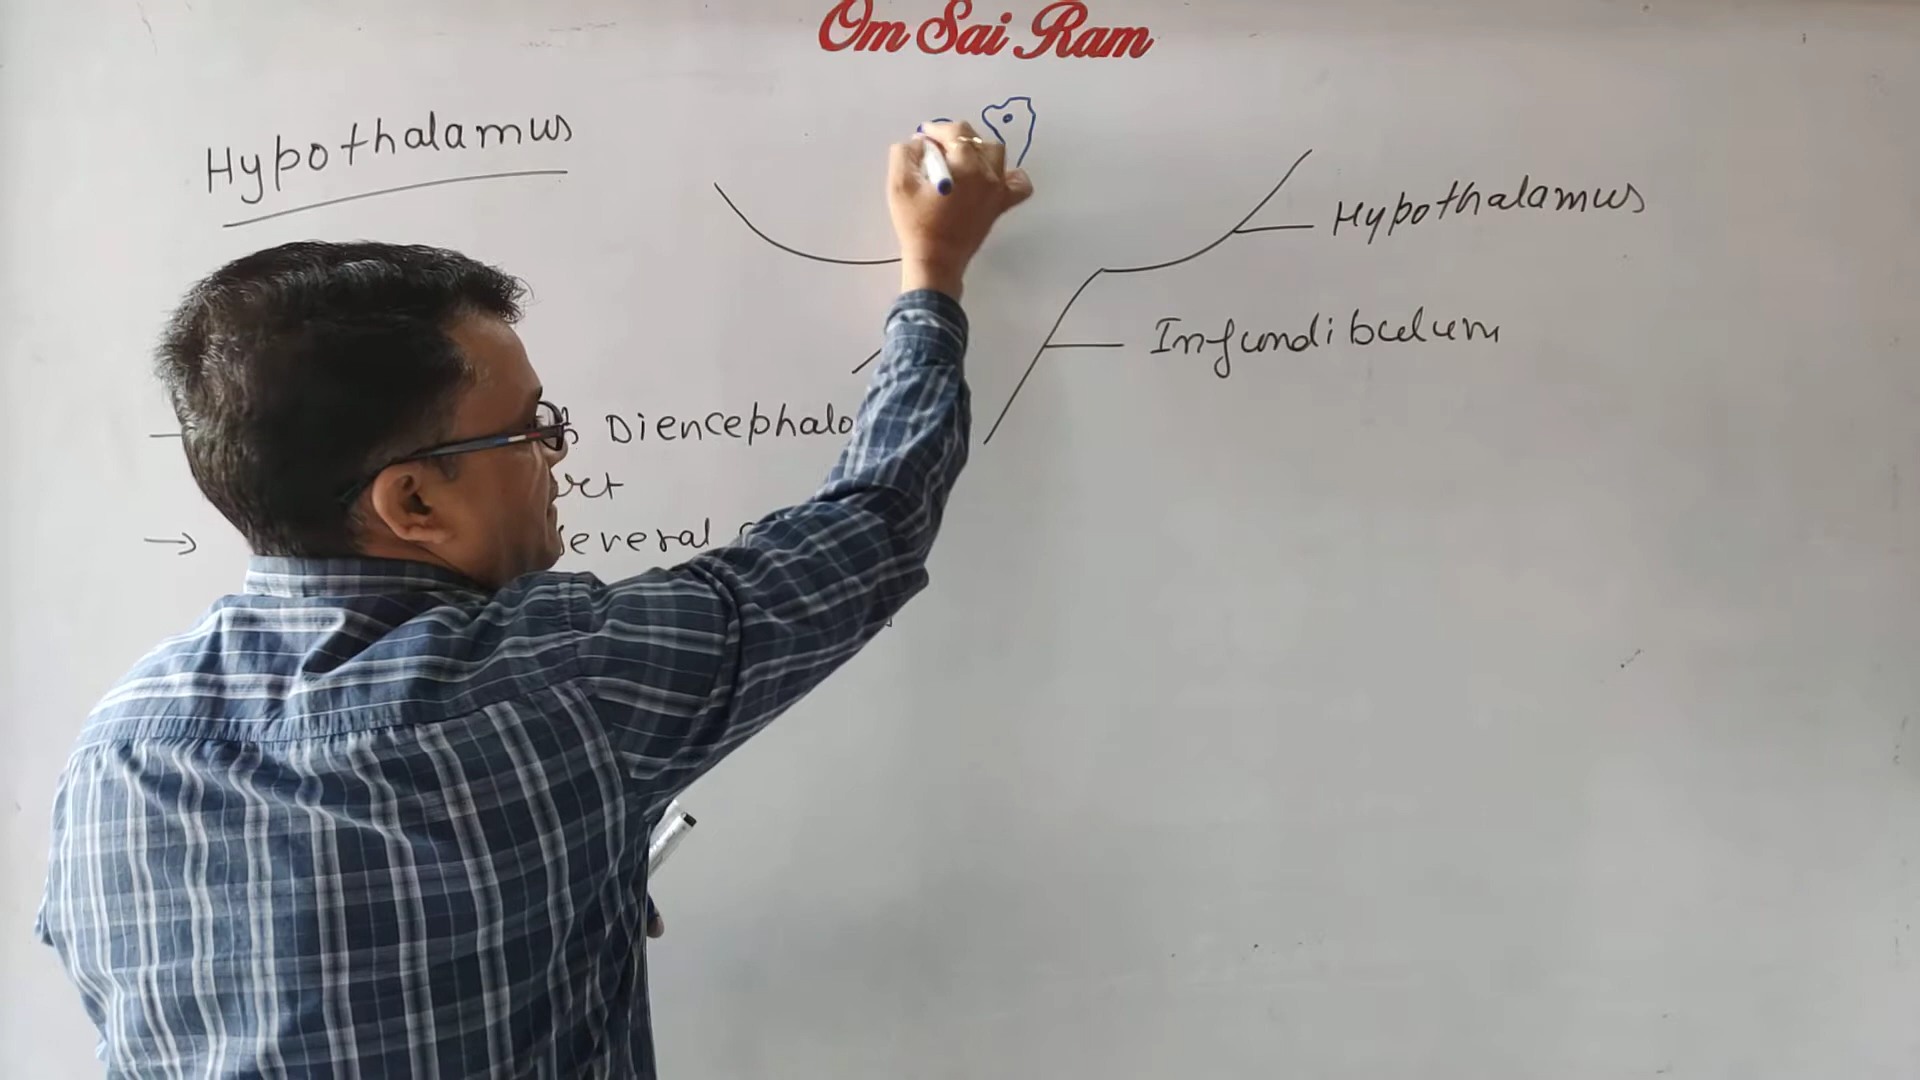 Om Sai Ram
Hypothalamus
Hypothalamus
Infundibulum
Diencephalo
→ several